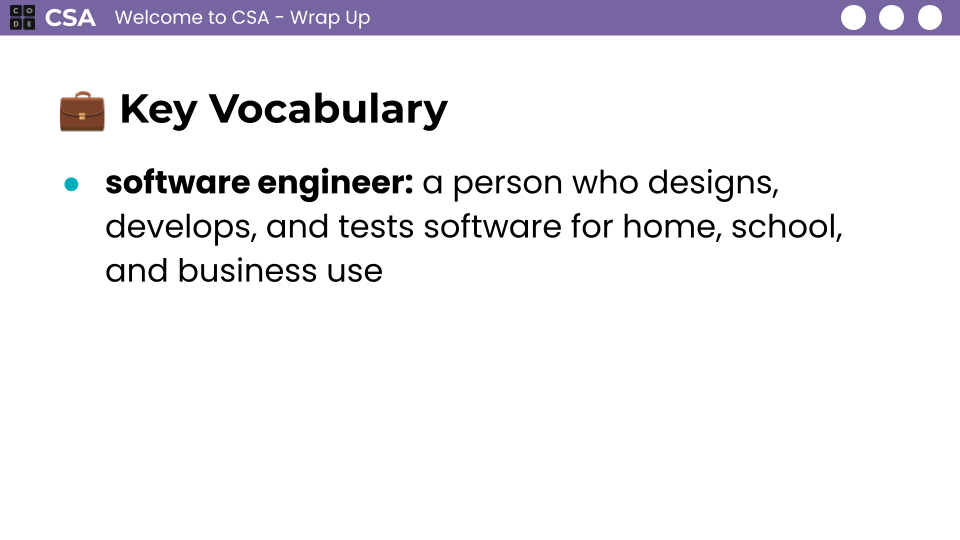 CODE CSA Welcome to CSA - Wrap Up
Key Vocabulary
● software engineer: a person who designs,
develops, and tests software for home, school,
and business use